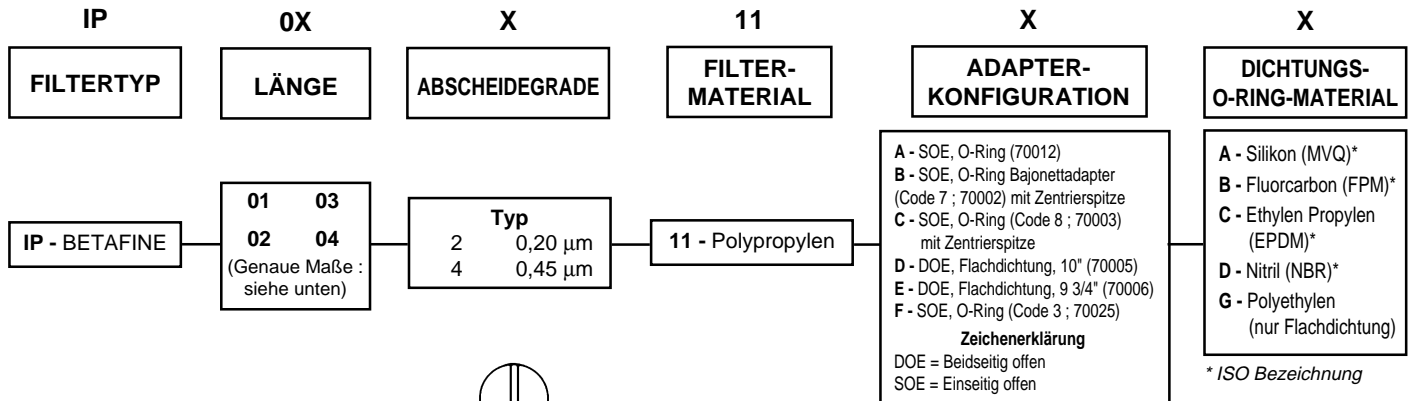 IP 0X X 11 X X
FILTERTYP
LÄNGE
ABSCHEIDEGRADE
FILTER-
MATERIAL
ADAPTER-
KONFIGURATION
DICHTUNGS-
O-RING-MATERIAL
IP - BETAFINE
01 03
02 04
(Genaue Maße :
siehe unten)
Typ
2 0,20 µm
4 0,45 µm
11 - Polypropylen
A - SOE, O-Ring (70012)
B - SOE, O-Ring Bajonettadapter
(Code 7 ; 70002) mit Zentrierspitze
C - SOE, O-Ring (Code 8 ; 70003)
mit Zentrierspitze
D - DOE, Flachdichtung, 10" (70005)
E - DOE, Flachdichtung, 9 3/4" (70006)
F - SOE, O-Ring (Code 3 ; 70025)
Zeichenerklärung
DOE = Beidseitig offen
SOE = Einseitig offen
A - Silikon (MVQ)*
B - Fluorcarbon (FPM)*
C - Ethylen Propylen
(EPDM)*
D - Nitril (NBR)*
G - Polyethylen
(nur Flachdichtung)
* ISO Bezeichnung